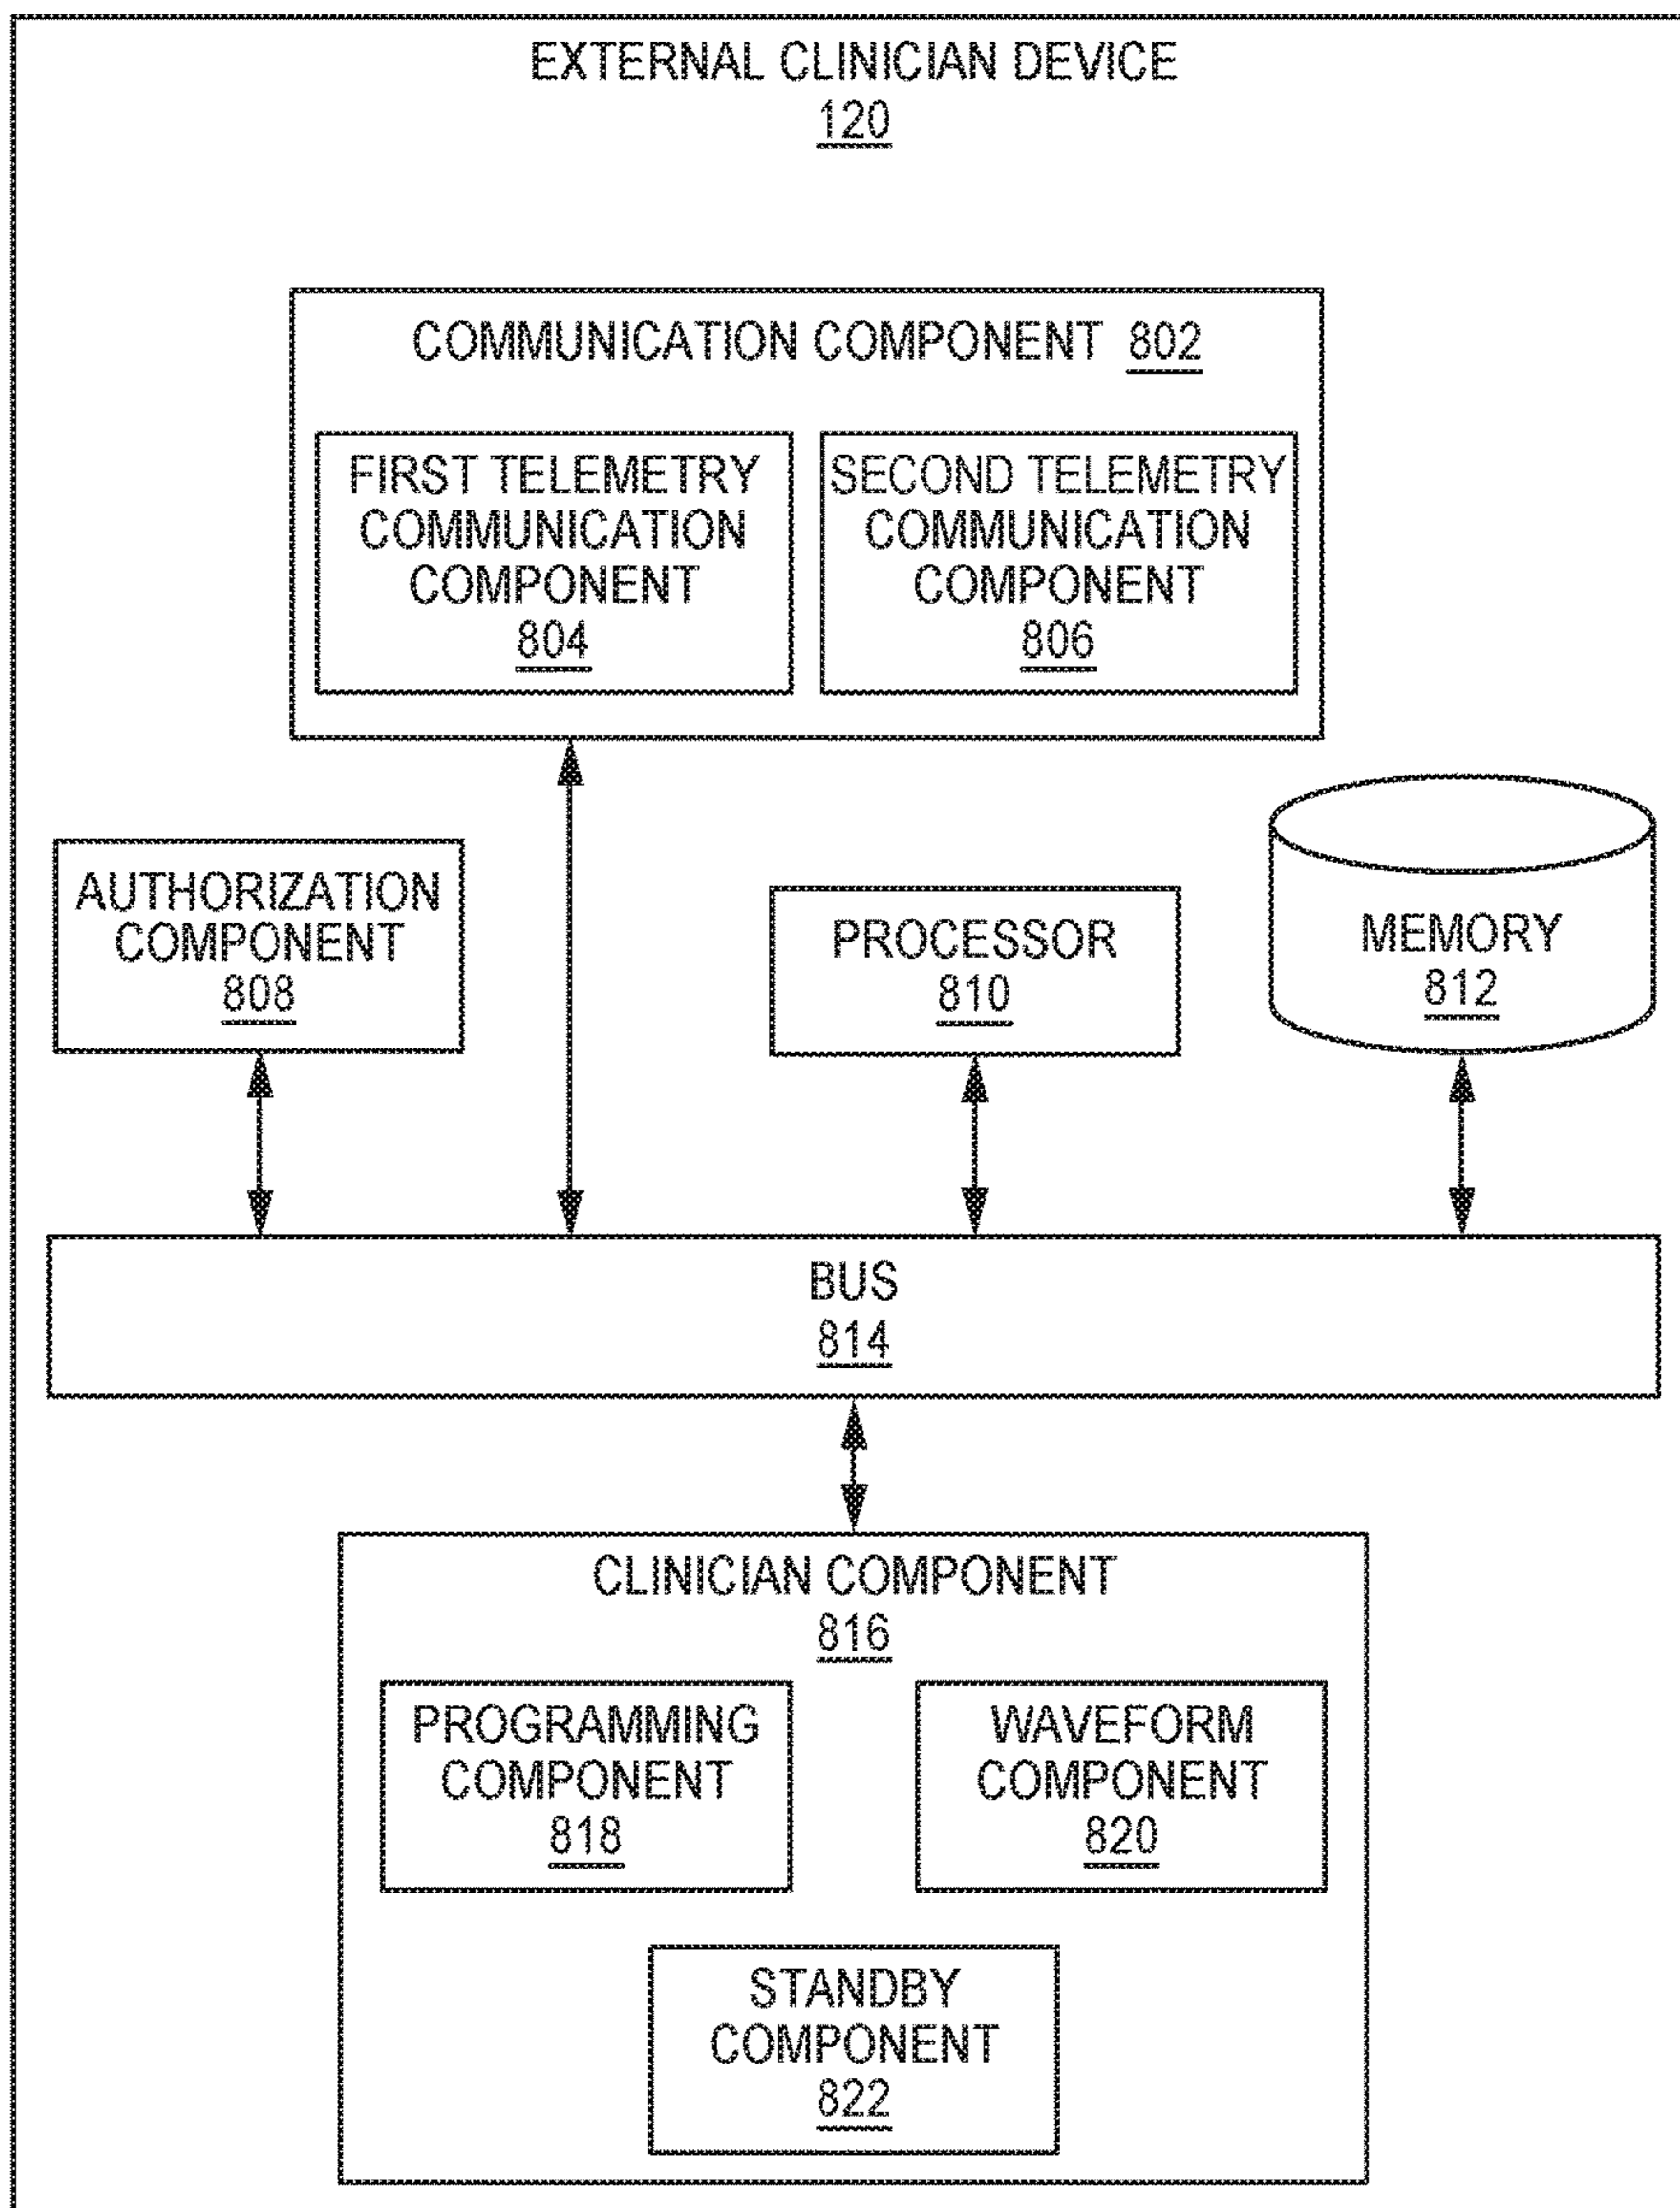 EXTERNAL CLINICIAN DEVICE
120
COMMUNICATION COMPONENT 802
FIRST TELEMETRY
COMMUNICATION
COMPONENT
804
SECOND TELEMETRY
COMMUNICATION
COMPONENT
806
AUTHORIZATION
COMPONENT
808
PROCESSOR
810
MEMORY
812
BUS
814
CLINICIAN COMPONENT
816
PROGRAMMING
COMPONENT
818
WAVEFORM
COMPONENT
820
STANDBY
COMPONENT
822